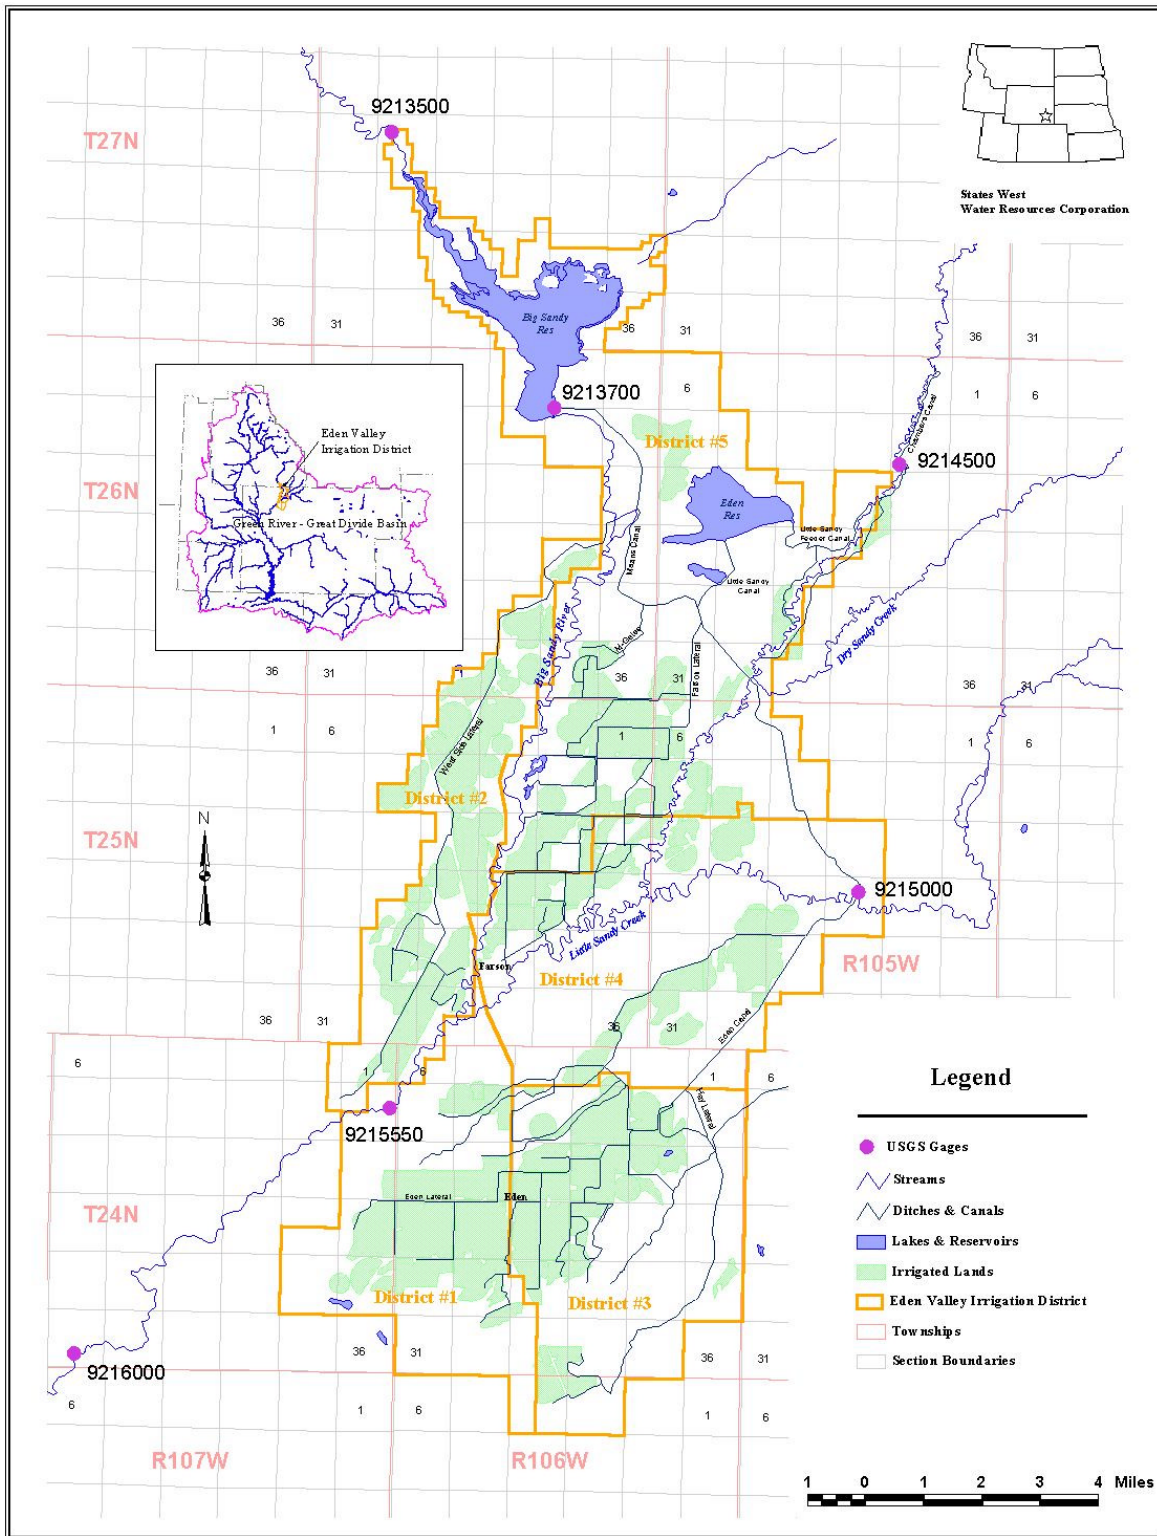 9213500
T27N
States West
Water Resources Corporation
Big Sandy
Res
36
31
36
31
36
31
9213700
6
1
6
District #5
Chambers Canal
9214500
Eden Valley
Irrigation District
T26N
Green River - Great Divide Basin
Eden
Res
Means Canal
Little Sandy
Feeder Canal
Little Sandy
Canal
Big Sandy River
Dry Sandy Creek
Farson Lateral
36
31
1
36
31
36
31
1
6
West Side Lateral
1
6
1
6
District #2
N
T25N
9215000
Little Sandy Creek
Farson
District #4
R105W
36
31
36
31
Eden Canal
6
1
6
1
6
Legend
9215550
USGS Gages
Streams
Ditches & Canals
Lakes & Reservoirs
Irrigated Lands
Eden Valley Irrigation District
Townships
Section Boundaries
T24N
Eden Lateral
Eden
District #1
District #3
9216000
36
31
36
31
6
1
6
1
6
R107W
R106W
1 0 1 2 3 4 Miles